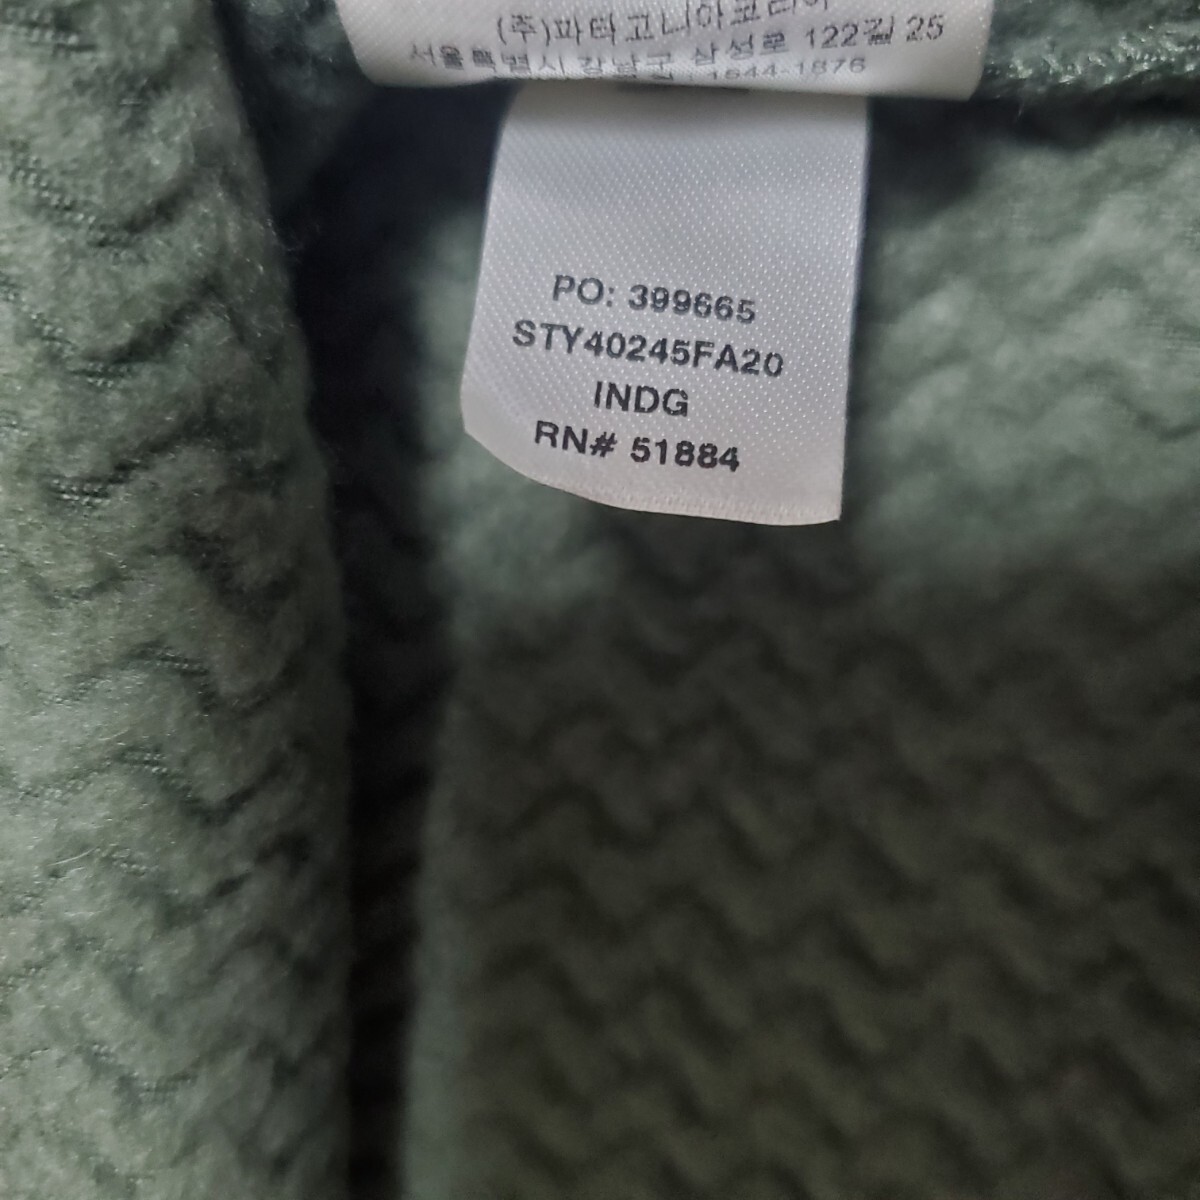 (주)파타고니아코리아
서울특별시 강남구 삼성로 122길 25
1644-1876
PO: 399665
STY40245FA20
INDG
RN# 51884